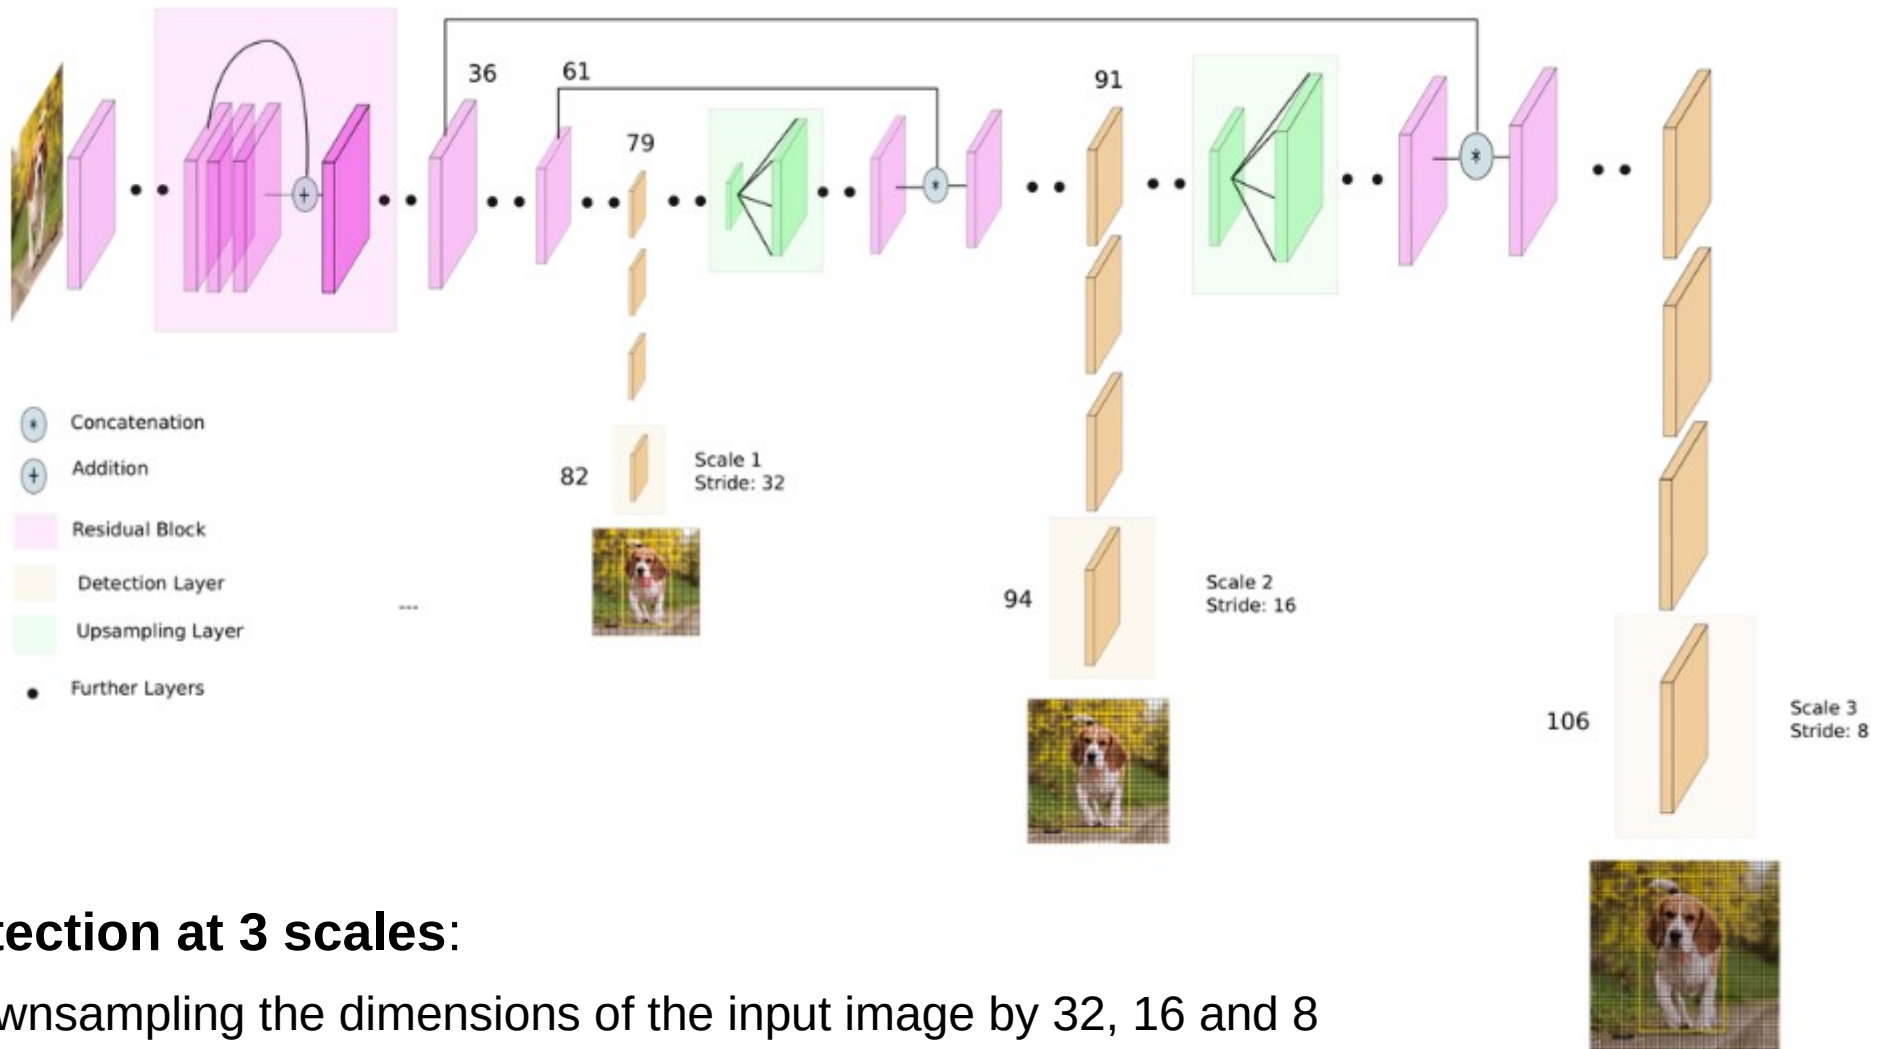 36
61
79
91
Concatenation
Addition
Residual Block
Detection Layer
Upsampling Layer
Further Layers
---
82
Scale 1
Stride: 32
94
Scale 2
Stride: 16
106
Scale 3
Stride: 8
tection at 3 scales:
wnsampling the dimensions of the input image by 32, 16 and 8